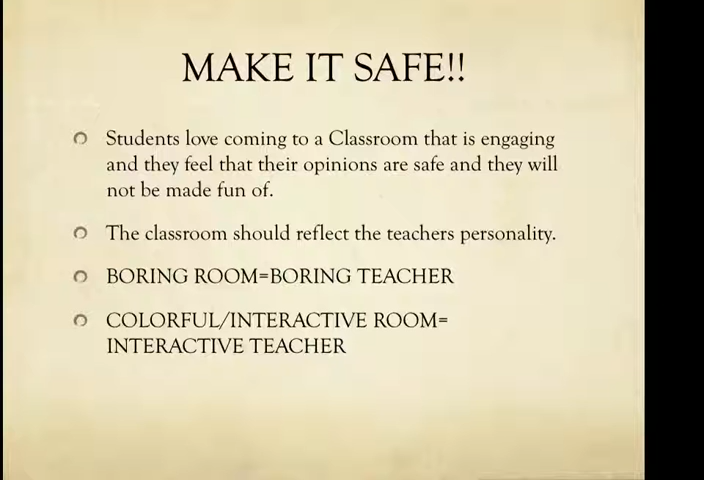 MAKE IT SAFE!!
Students love coming to a Classroom that is engaging
and they feel that their opinions are safe and they will
not be made fun of.
The classroom should reflect the teachers personality.
BORING ROOM=BORING TEACHER
COLORFUL/INTERACTIVE ROOM=
INTERACTIVE TEACHER